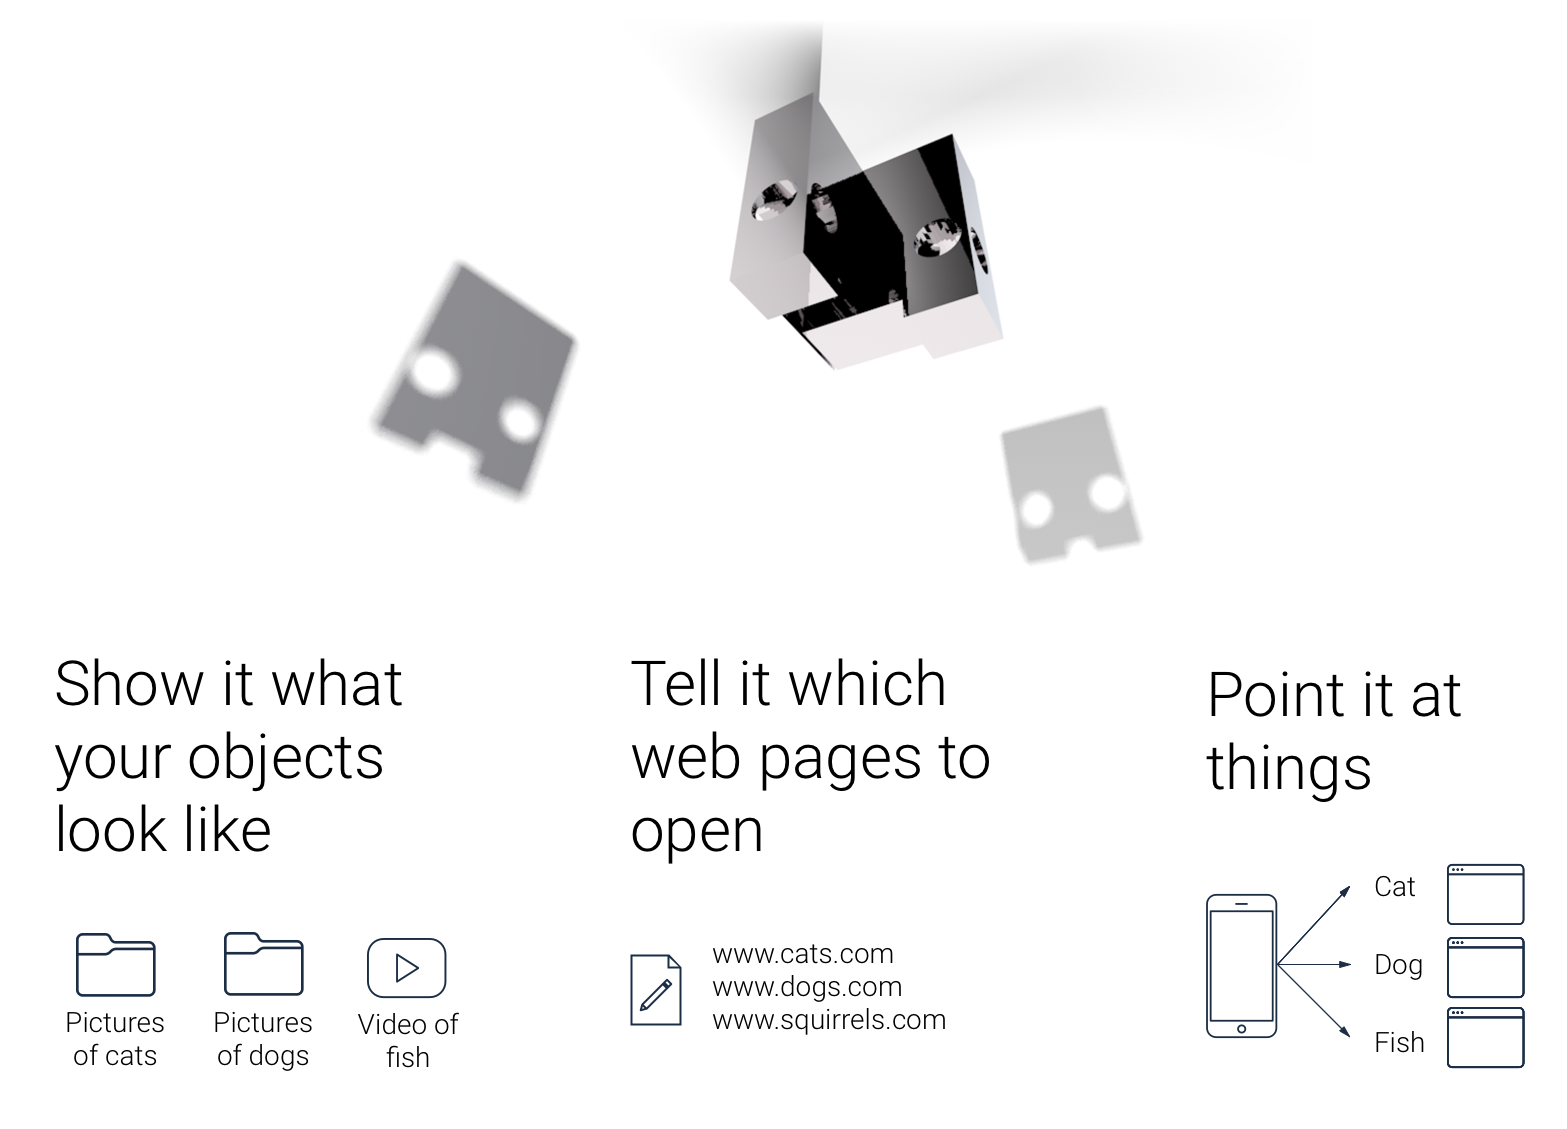 Show it what
your objects
look like
Pictures
of cats
Pictures
of dogs
Video of
fish
Tell it which
web pages to
open
www.cats.com
www.dogs.com
www.squirrels.com
Point it at
things
Cat
Dog
Fish